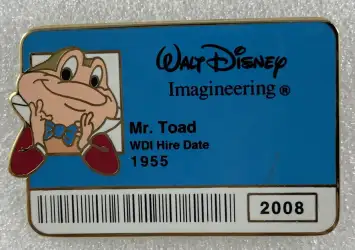 Walt Disney
Imagineering ®
Mr. Toad
WDI Hire Date
1955
2008